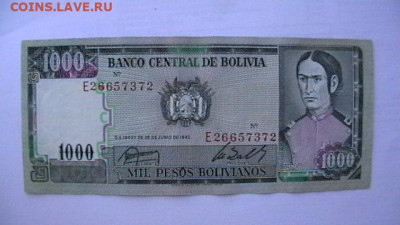 COINS.LAVE.RU
1000
BANCO CENTRAL DE BOLIVIA
Nº
E26657372
Nº
E26657372
1000
MIL PESOS BOLIVIANOS
1000